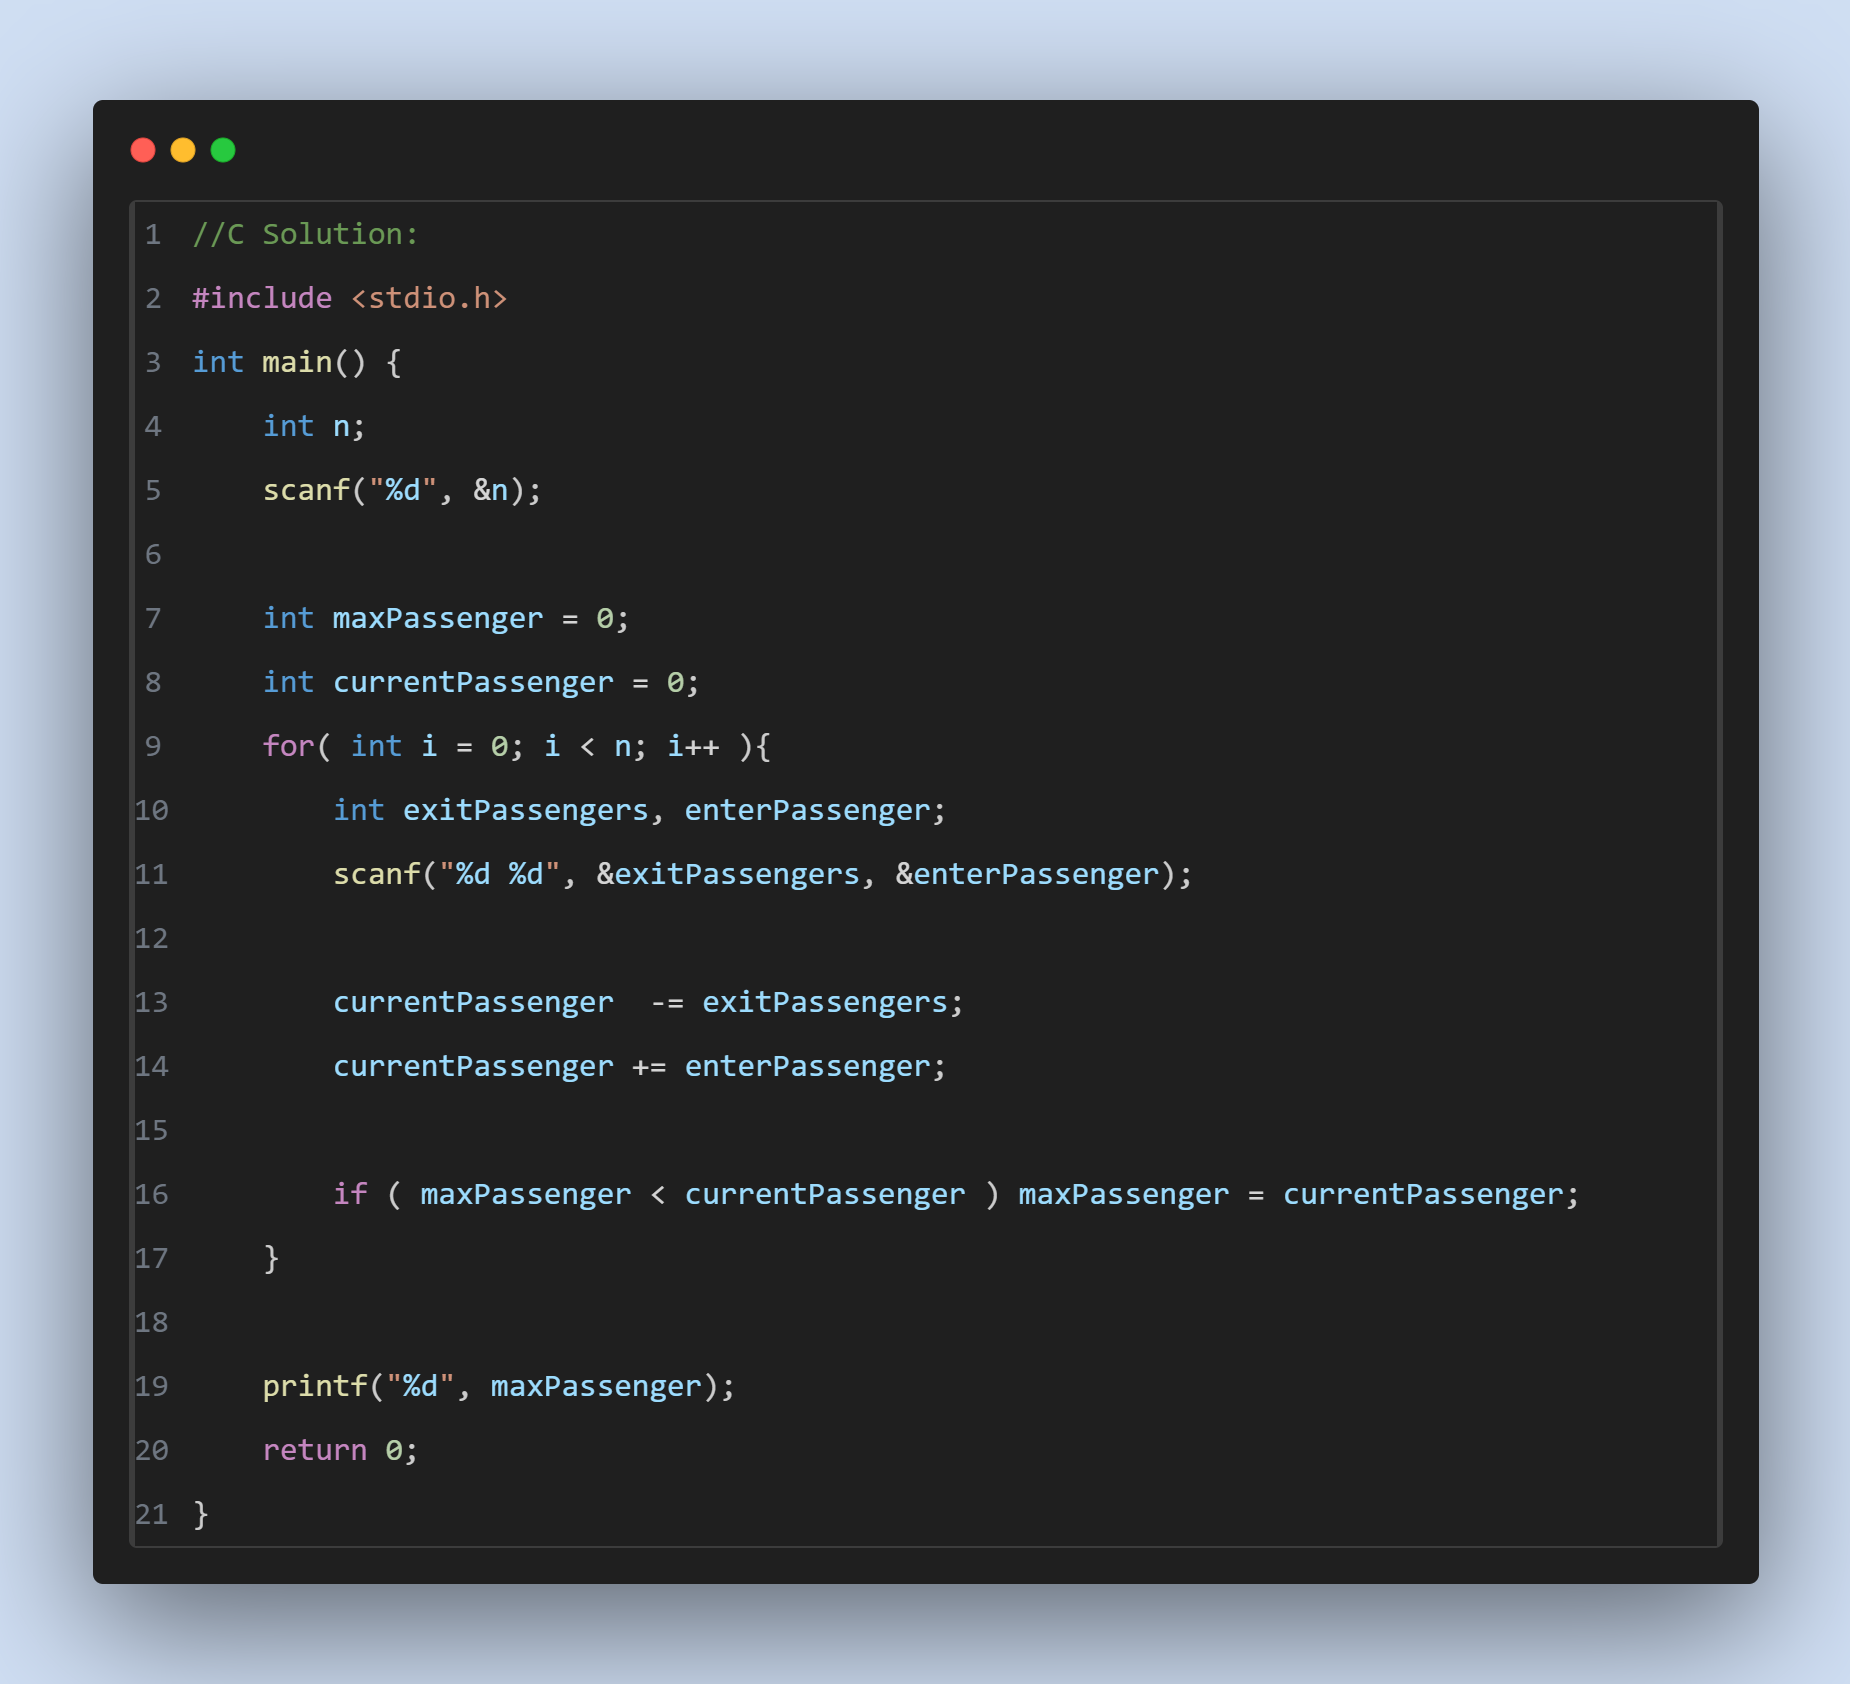 1 //C Solution:
2 #include <stdio.h>
3 int main() {
4     int n;
5     scanf("%d", &n);
6
7     int maxPassenger = 0;
8     int currentPassenger = 0;
9     for( int i = 0; i < n; i++ ){
10         int exitPassengers, enterPassenger;
11         scanf("%d %d", &exitPassengers, &enterPassenger);
12
13         currentPassenger  -= exitPassengers;
14         currentPassenger += enterPassenger;
15
16         if ( maxPassenger < currentPassenger ) maxPassenger = currentPassenger;
17     }
18
19     printf("%d", maxPassenger);
20     return 0;
21 }